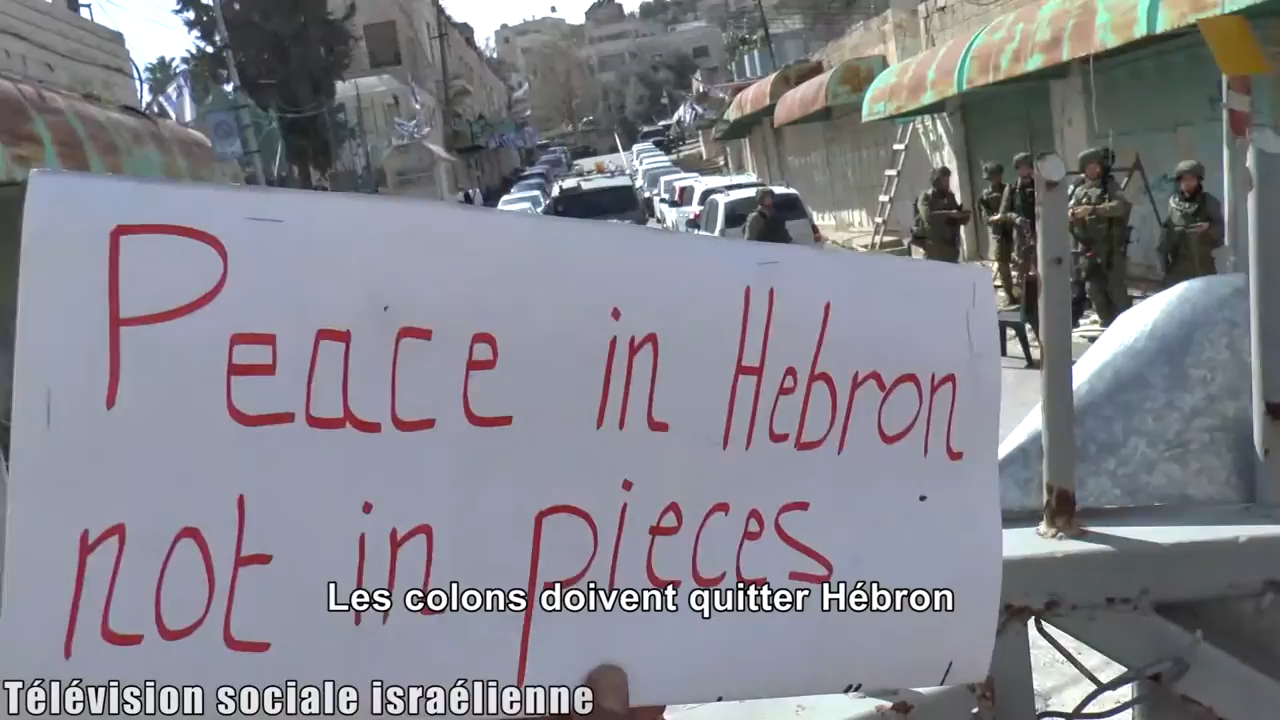 Peace in Hebron
not in pieces
Les colons doivent quitter Hébron
Télévision sociale israélienne